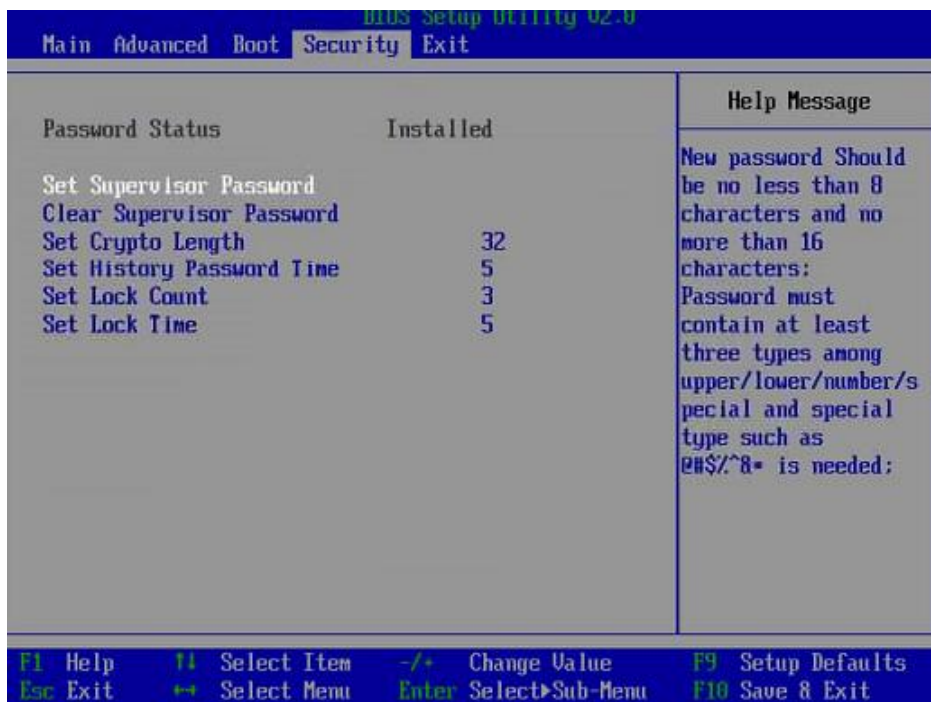 BIOS Setup Utility V2.0
Main Advanced Boot Security Exit
Password Status Installed
Set Supervisor Password
Clear Supervisor Password
Set Crypto Length 32
Set History Password Time 5
Set Lock Count 3
Set Lock Time 5
Help Message
New password Should
be no less than 8
characters and no
more than 16
characters;
Password must
contain at least
three types among
upper/lower/number/s
pecial and special
type such as
@#$%^&* is needed;
F1 Help ↑↓ Select Item -/+ Change Value F9 Setup Defaults
Esc Exit ↔ Select Menu Enter Select▶Sub-Menu F10 Save & Exit